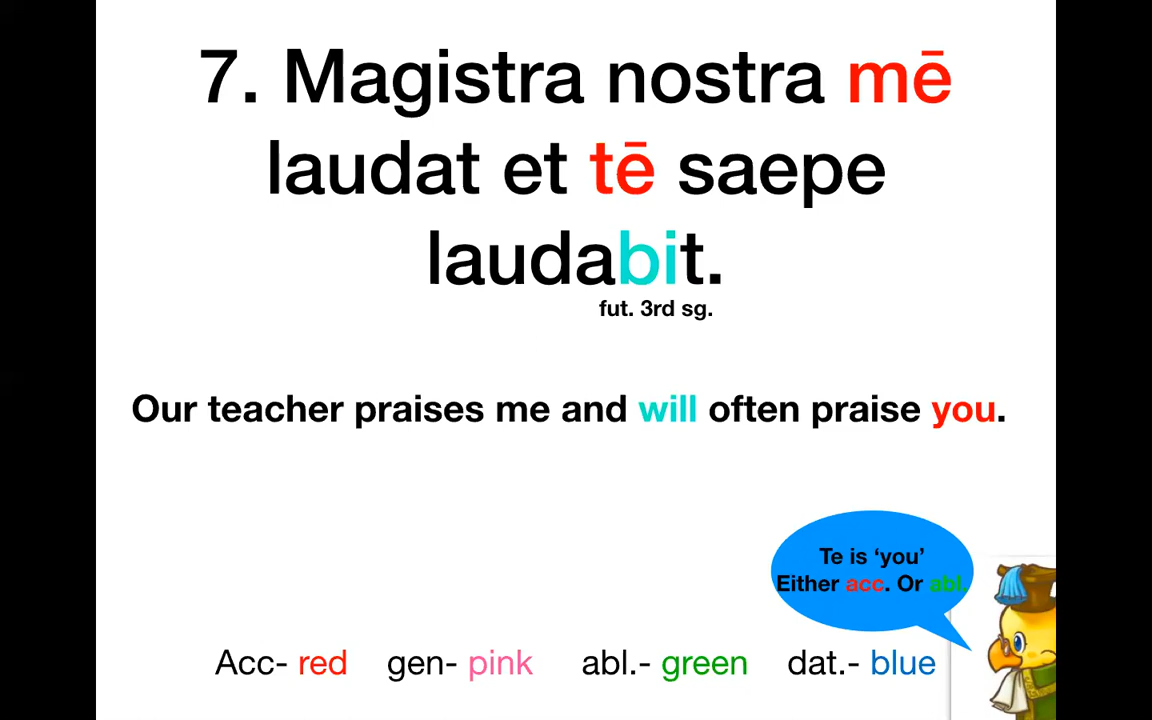 7. Magistra nostra mē
laudat et tē saepe
laudabit.
fut. 3rd sg.
Our teacher praises me and will often praise you.
Te is ‘you’
Either acc. Or abl.
Acc- red gen- pink abl.- green dat.- blue